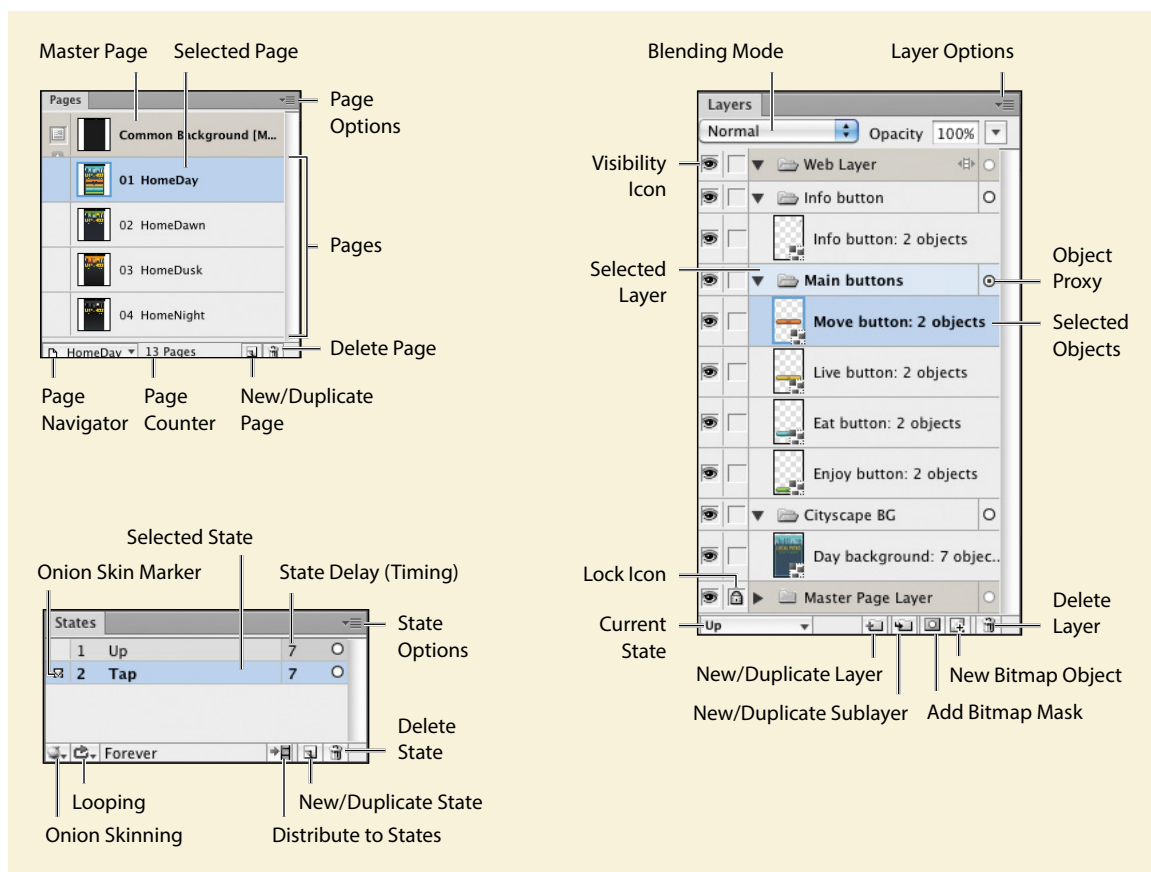 Master Page
Selected Page
Pages
Page
Options
Common Background [M...
01 HomeDay
02 HomeDawn
Pages
03 HomeDusk
04 HomeNight
HomeDay
13 Pages
Delete Page
Page
Navigator
Page
Counter
New/Duplicate
Page
Selected State
Onion Skin Marker
State Delay (Timing)
States
State
Options
1 Up 7
2 Tap 7
Delete
State
Forever
Looping
New/Duplicate State
Onion Skinning
Distribute to States
Blending Mode
Layer Options
Layers
Normal
Opacity 100%
Visibility
Icon
Web Layer
Info button
Info button: 2 objects
Selected
Layer
Main buttons
Object
Proxy
Move button: 2 objects
Selected
Objects
Live button: 2 objects
Eat button: 2 objects
Enjoy button: 2 objects
Cityscape BG
Day background: 7 objec..
Lock Icon
Master Page Layer
Current
State
Up
Delete
Layer
New/Duplicate Layer
New Bitmap Object
New/Duplicate Sublayer
Add Bitmap Mask